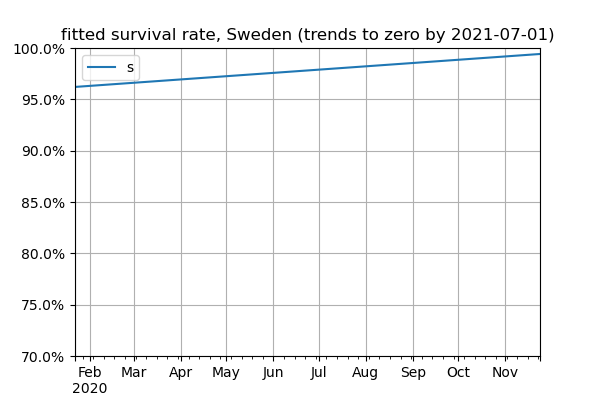 fitted survival rate, Sweden (trends to zero by 2021-07-01)
100.0%
s
95.0%
90.0%
85.0%
80.0%
75.0%
70.0%
Feb Mar Apr May Jun Jul Aug Sep Oct Nov
2020